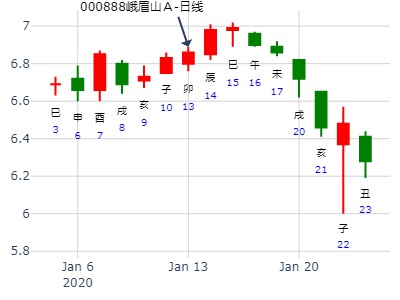 000888峨眉山A-日线
6.8
6.6
6.4
6.2
6
5.8
巳
3
申
6
酉
7
戌
8
亥
9
子
10
卯
13
辰
14
巳
15
午
16
未
17
戌
20
亥
21
子
22
丑
23
Jan 6
2020
Jan 13
Jan 20